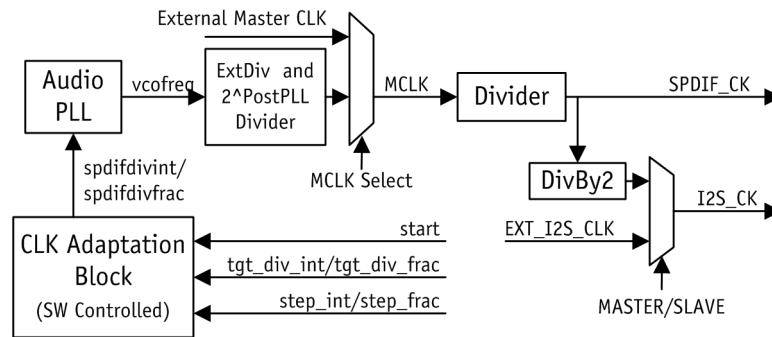 External Master CLK
Audio
PLL
vcofreq
ExtDiv and
2^PostPLL
Divider
MCLK
Divider
SPDIF_CK
MCLK Select
DivBy2
I2S_CK
spdifdivint/
spdifdivfrac
EXT_I2S_CLK
MASTER/SLAVE
CLK Adaptation
Block
(SW Controlled)
start
tgt_div_int/tgt_div_frac
step_int/step_frac